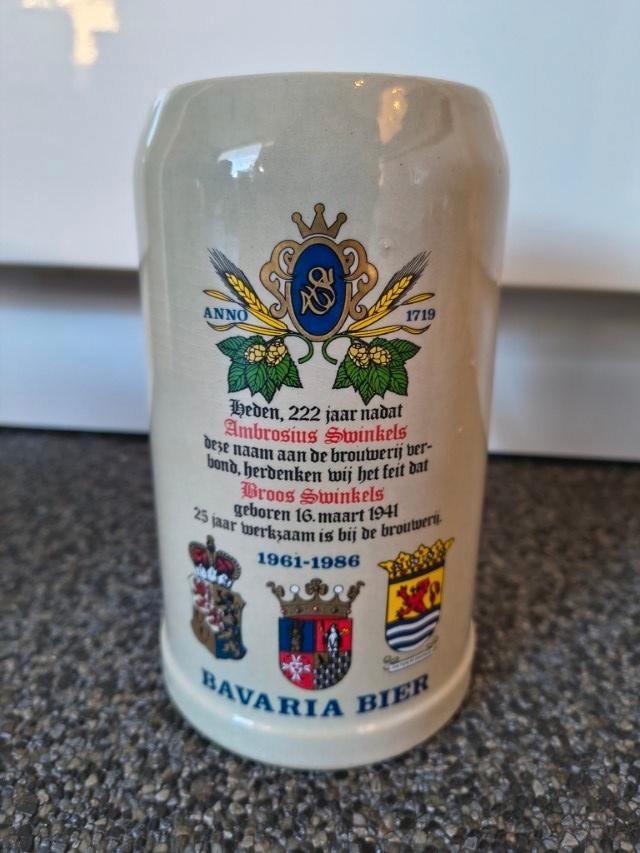 ANNO 1719
Heden, 222 jaar nadat
Ambrosius Swinkels
deze naam aan de brouwerij ver-
bond, herdenken wij het feit dat
Broos Swinkels
geboren 16. maart 1941
25 jaar werkzaam is bij de brouwerij.
1961-1986
BAVARIA BIER